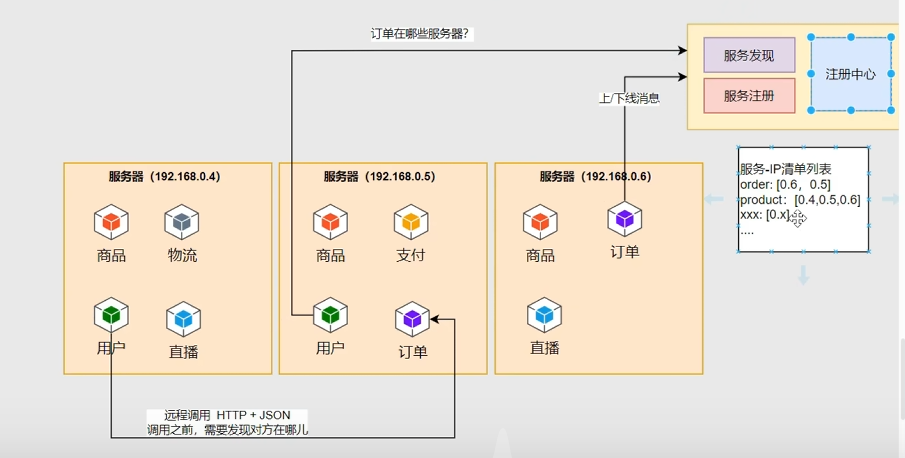 订单在哪些服务器？
服务发现
服务注册
注册中心
上/下线消息
服务器（192.168.0.4）
商品
物流
用户
直播
服务器（192.168.0.5）
商品
支付
用户
订单
服务器（192.168.0.6）
商品
订单
直播
服务-IP清单列表
order: [0.6，0.5]
product：[0.4,0.5,0.6]
xxx: [0.x]
....
远程调用 HTTP + JSON
调用之前，需要发现对方在哪儿